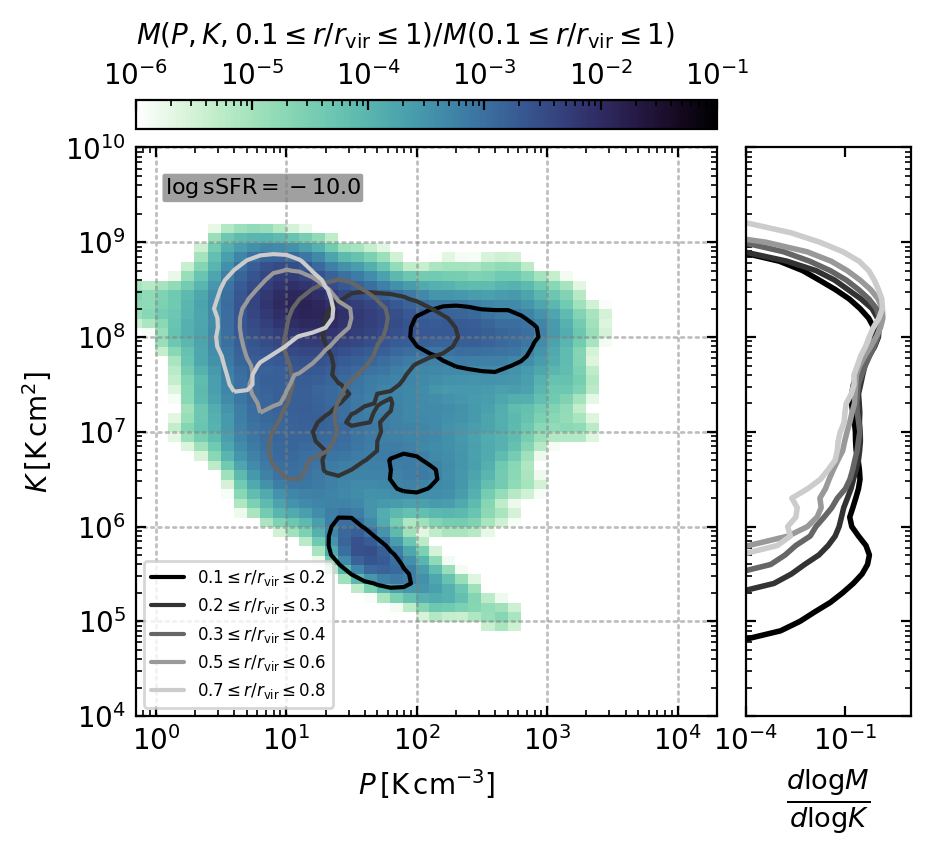 M(P, K, 0.1 ≤ r/r_vir ≤ 1)/M(0.1 ≤ r/r_vir ≤ 1)
10^−6 10^−5 10^−4 10^−3 10^−2 10^−1
10^10
log sSFR = −10.0
10^9
10^8
K [K cm^2]
10^7
10^6
0.1 ≤ r/r_vir ≤ 0.2
0.2 ≤ r/r_vir ≤ 0.3
10^5
0.3 ≤ r/r_vir ≤ 0.4
0.5 ≤ r/r_vir ≤ 0.6
0.7 ≤ r/r_vir ≤ 0.8
10^4
10^0 10^1 10^2 10^3 10^4 10^−4 10^−1
P [K cm^−3]
dlogM
dlogK